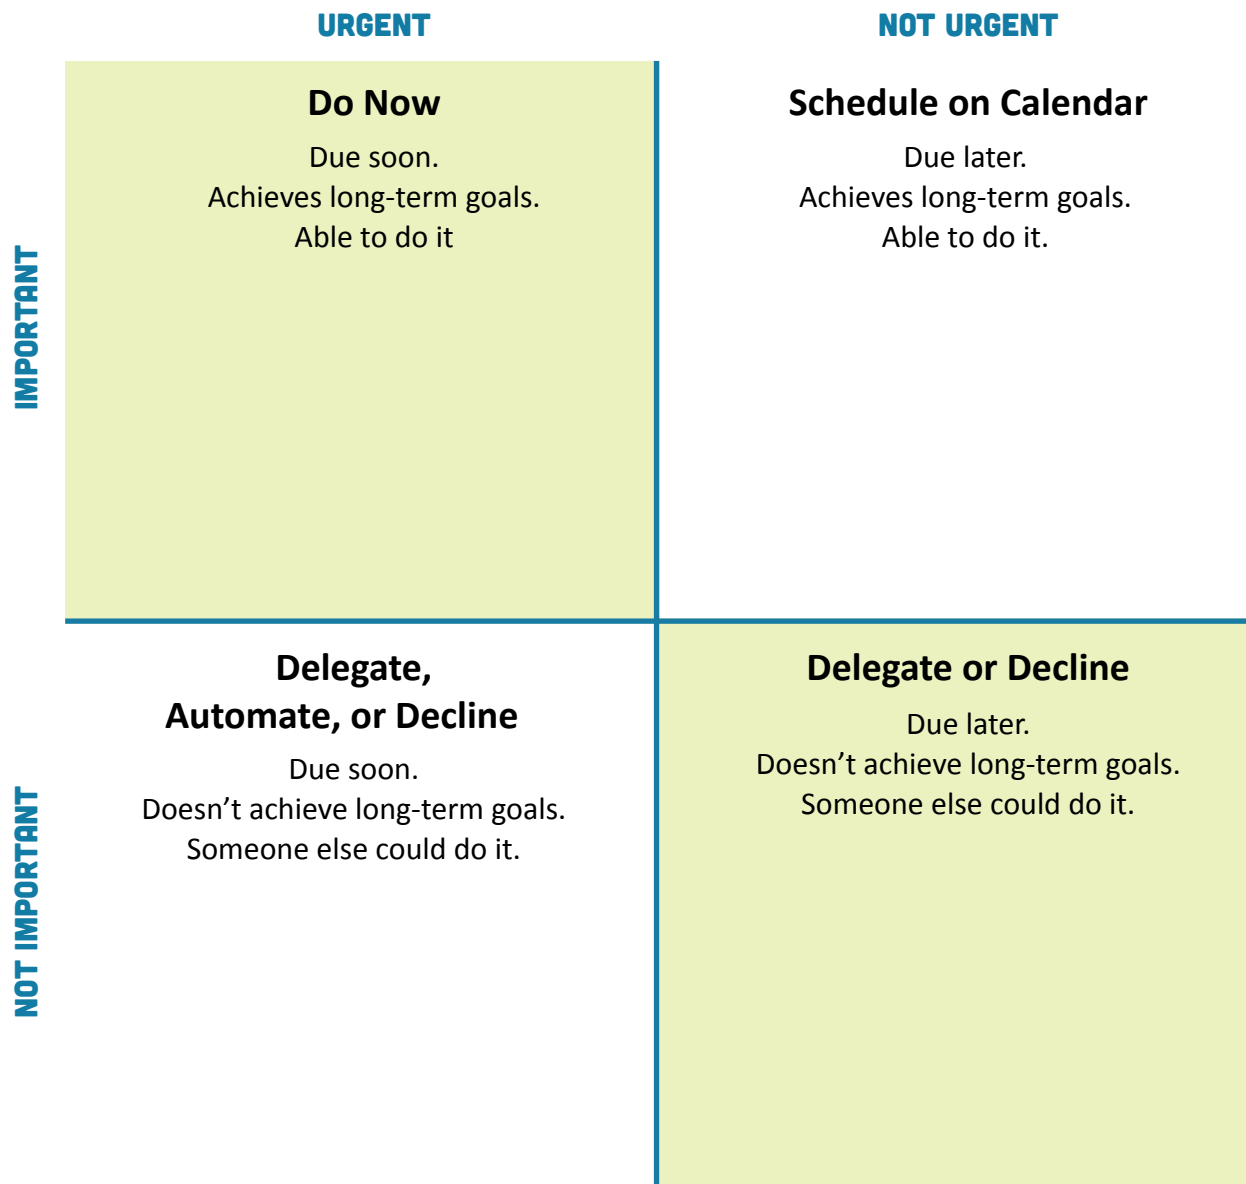 URGENT
NOT URGENT
IMPORTANT
Do Now
Due soon.
Achieves long-term goals.
Able to do it
Schedule on Calendar
Due later.
Achieves long-term goals.
Able to do it.
NOT IMPORTANT
Delegate,
Automate, or Decline
Due soon.
Doesn’t achieve long-term goals.
Someone else could do it.
Delegate or Decline
Due later.
Doesn’t achieve long-term goals.
Someone else could do it.